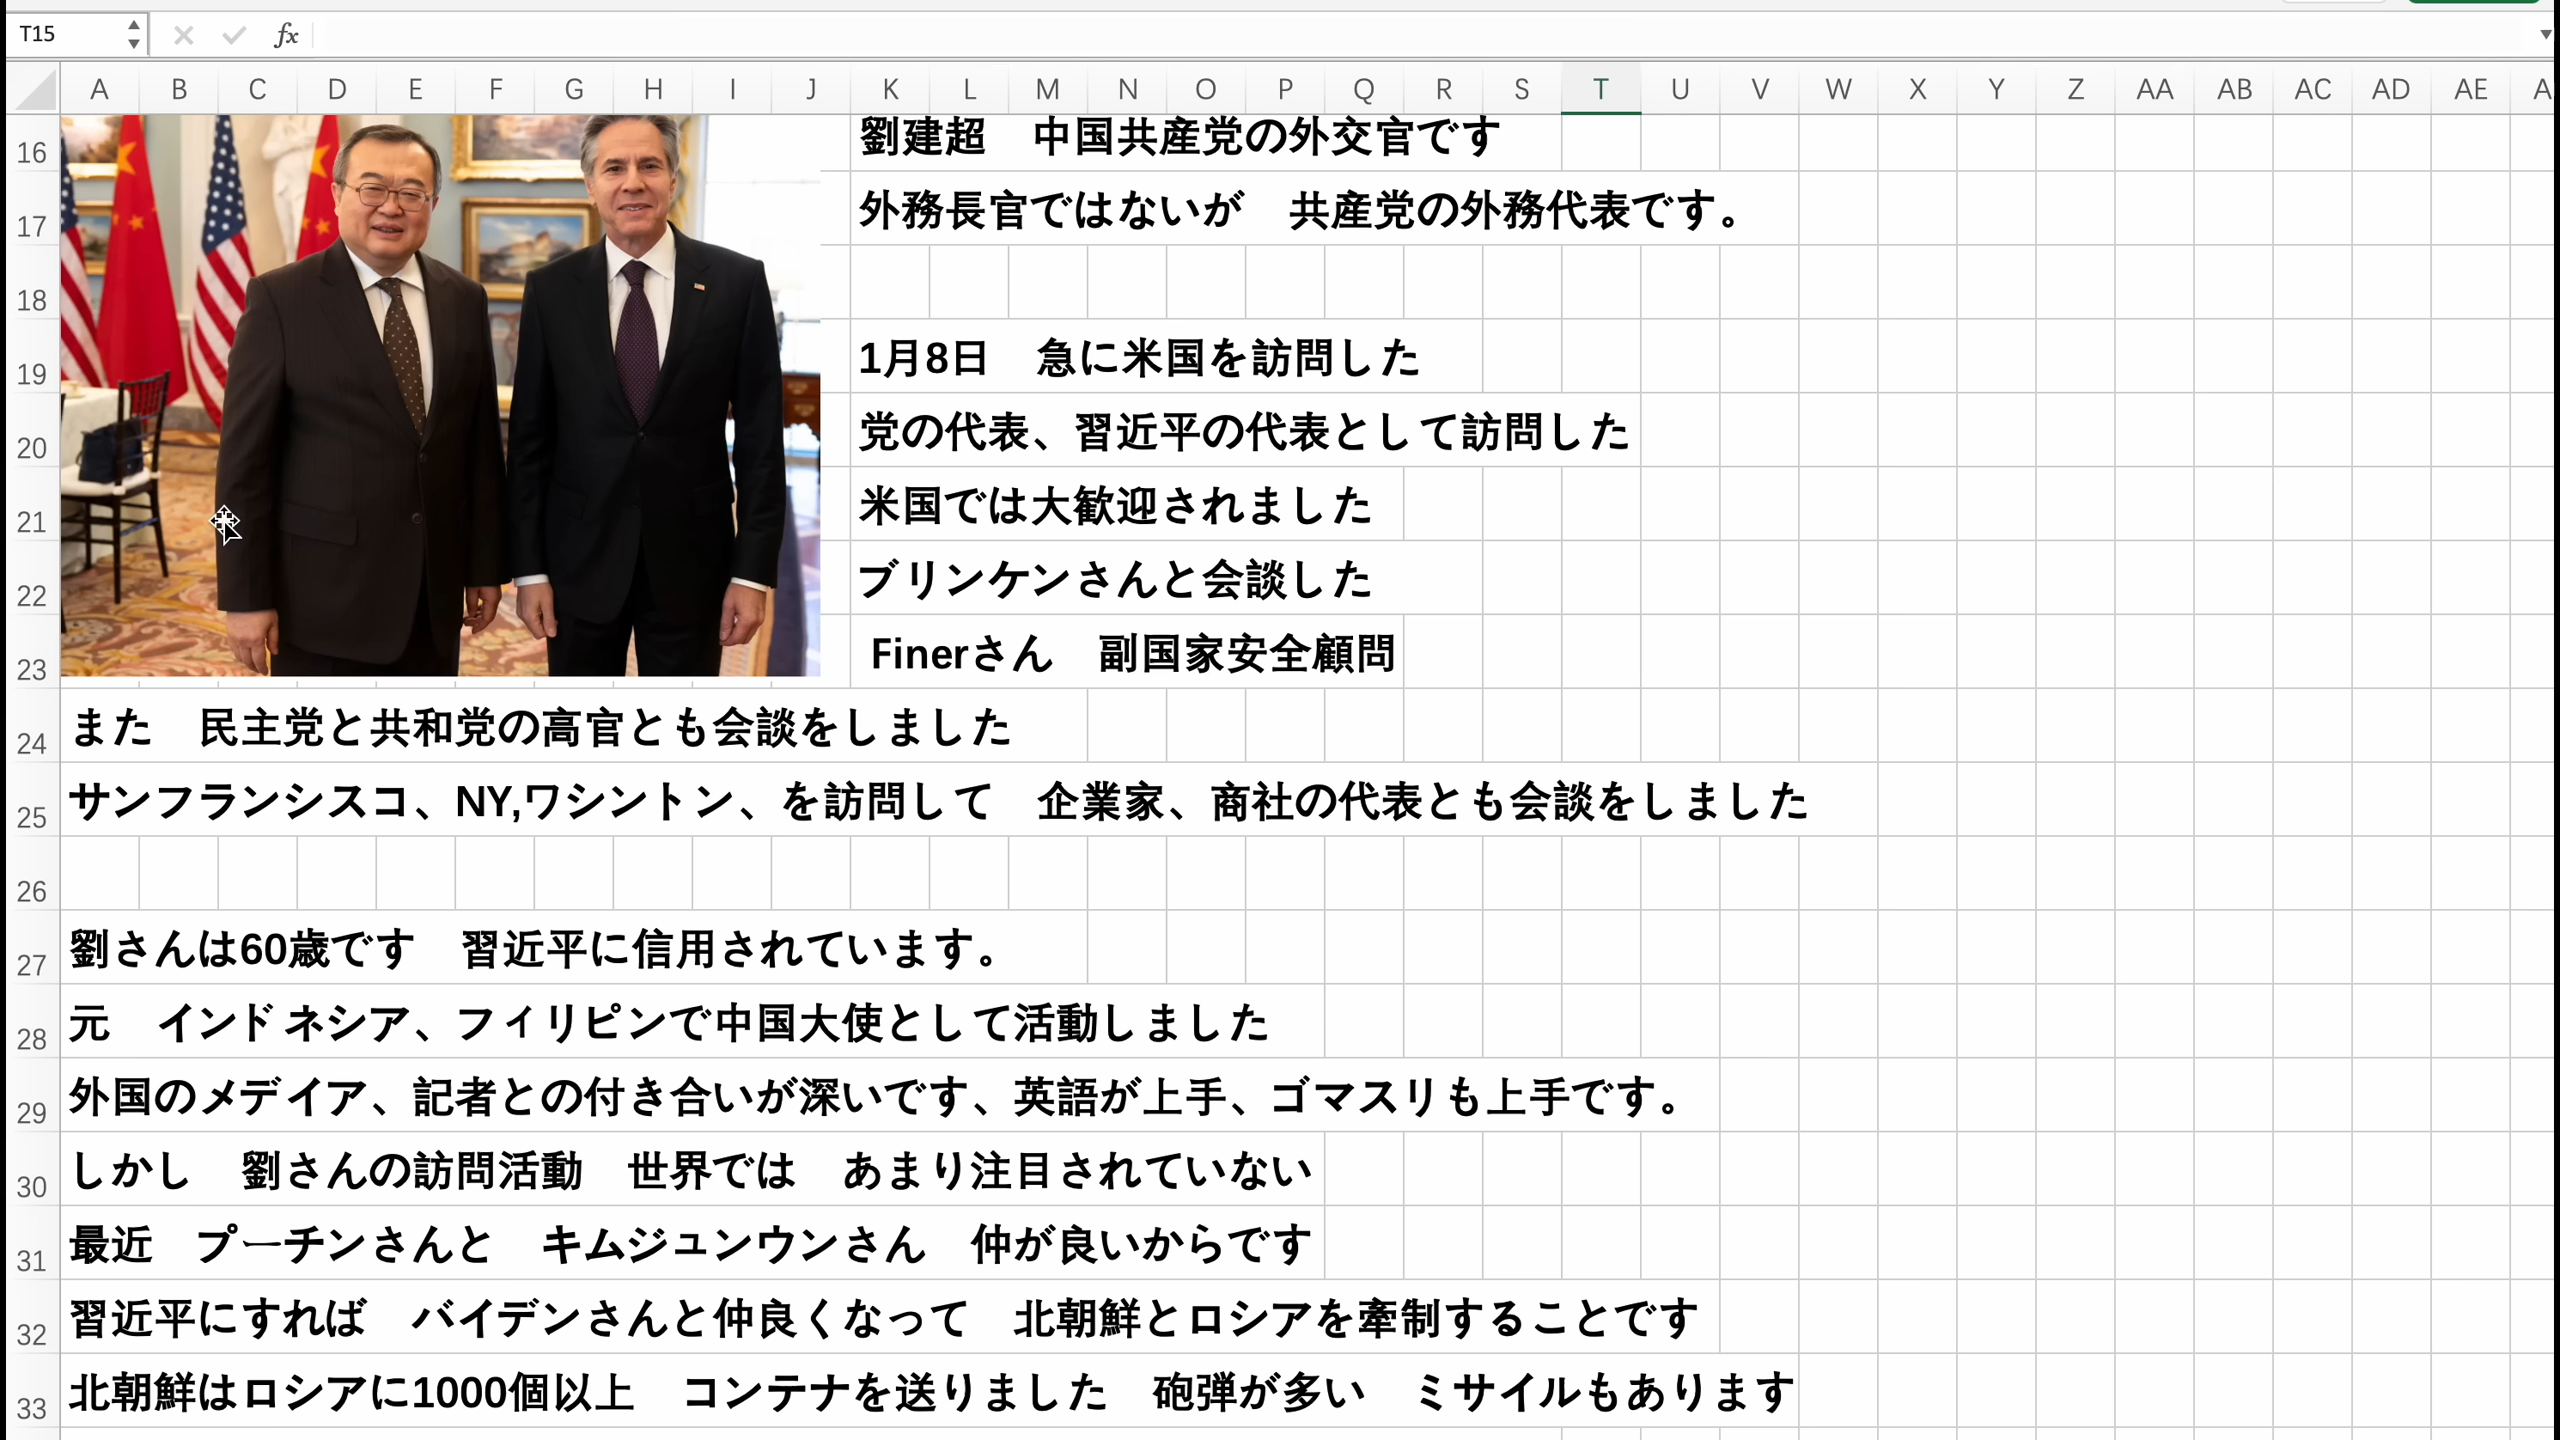 T15
fx
A B C D E F G H I J K L M N O P Q R S T U V W X Y Z AA AB AC AD AE A
16 劉建超　中国共産党の外交官です
17 外務長官ではないが　共産党の外務代表です。
18
19 1月8日　急に米国を訪問した
20 党の代表、習近平の代表として訪問した
21 米国では大歓迎されました
22 ブリンケンさんと会談した
23 Finerさん　副国家安全顧問
24 また　民主党と共和党の高官とも会談をしました
25 サンフランシスコ、NY,ワシントン、を訪問して　企業家、商社の代表とも会談をしました
26
27 劉さんは60歳です　習近平に信用されています。
28 元　インドネシア、フィリピンで中国大使として活動しました
29 外国のメデイア、記者との付き合いが深いです、英語が上手、ゴマスリも上手です。
30 しかし　劉さんの訪問活動　世界では　あまり注目されていない
31 最近　プーチンさんと　キムジュンウンさん　仲が良いからです
32 習近平にすれば　バイデンさんと仲良くなって　北朝鮮とロシアを牽制することです
33 北朝鮮はロシアに1000個以上　コンテナを送りました　砲弾が多い　ミサイルもあります